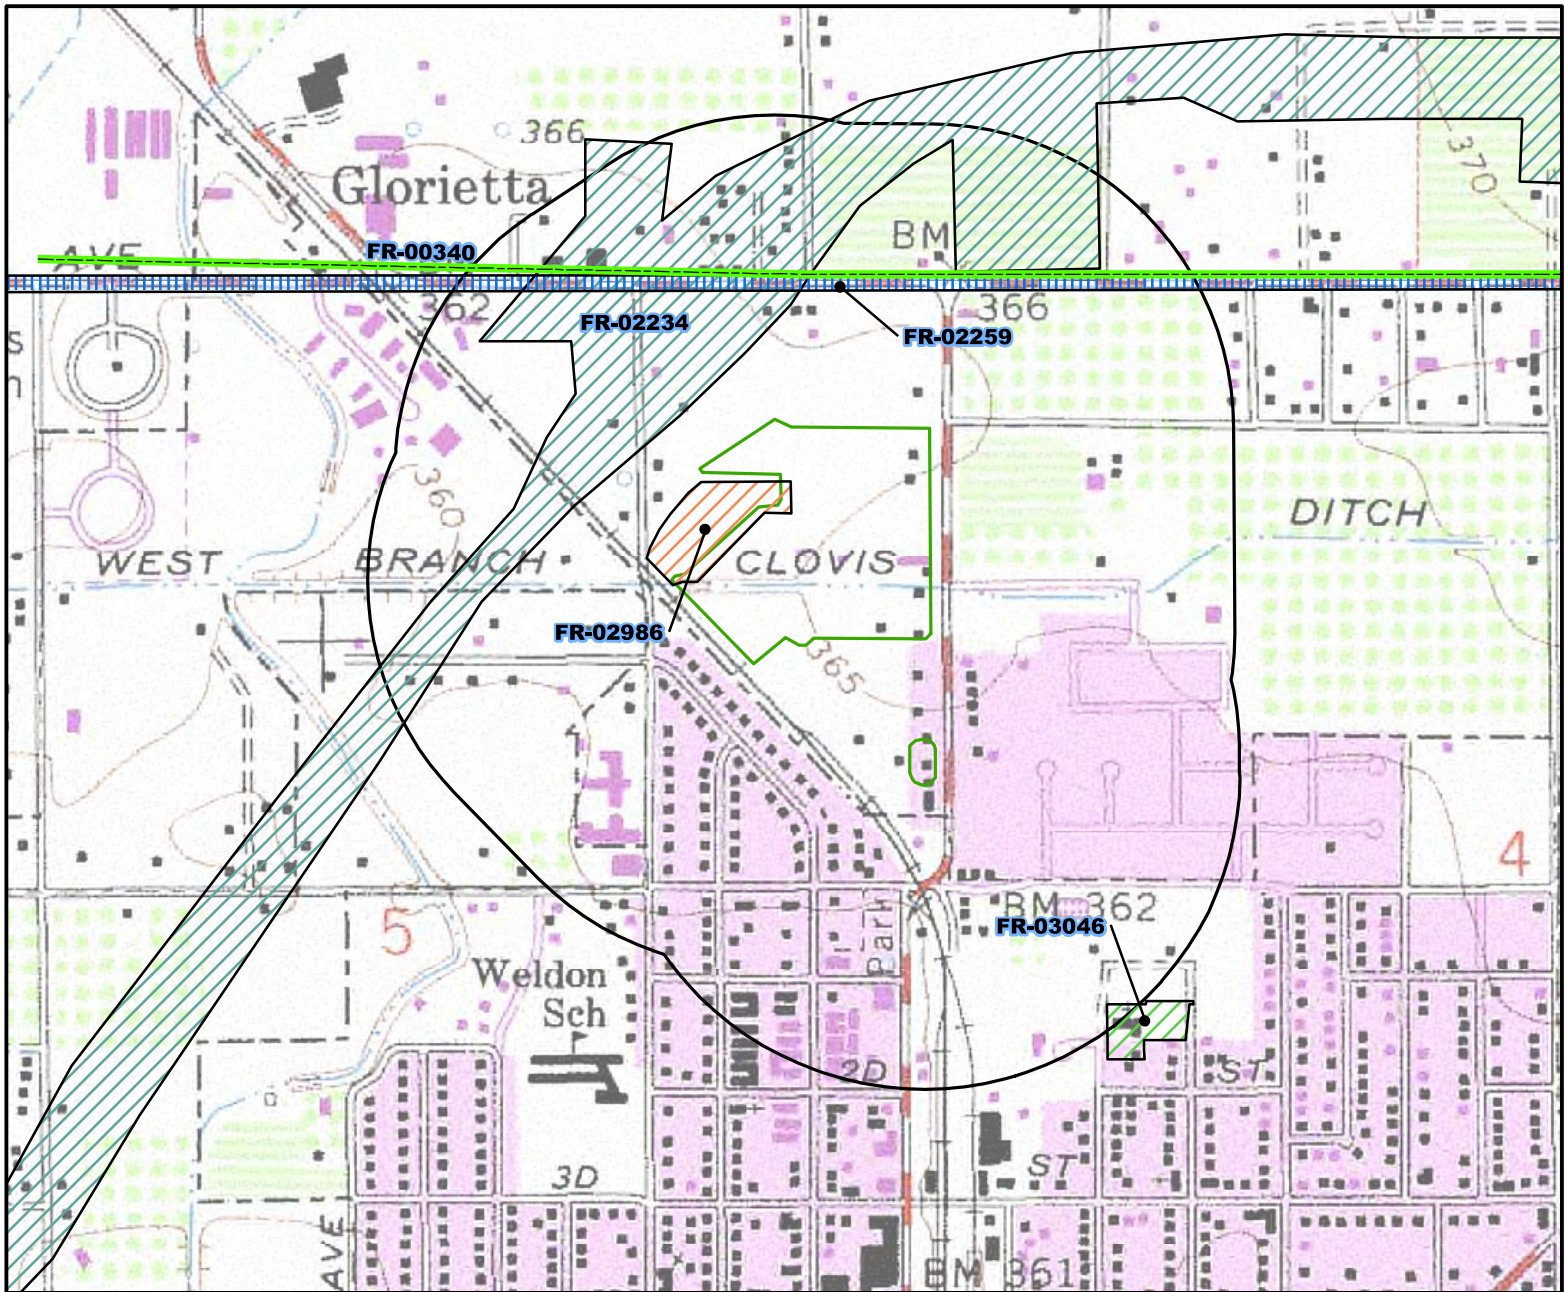 366
Glorietta
370
BM
AVE
FR-00340
362
366
FR-02234
FR-02259
s
n
360
DITCH
WEST
BRANCH
CLOVIS
FR-02986
365
4
5
BM 362
Park
FR-03046
Weldon
Sch
2D
ST
3D
ST
AVE
BM 361